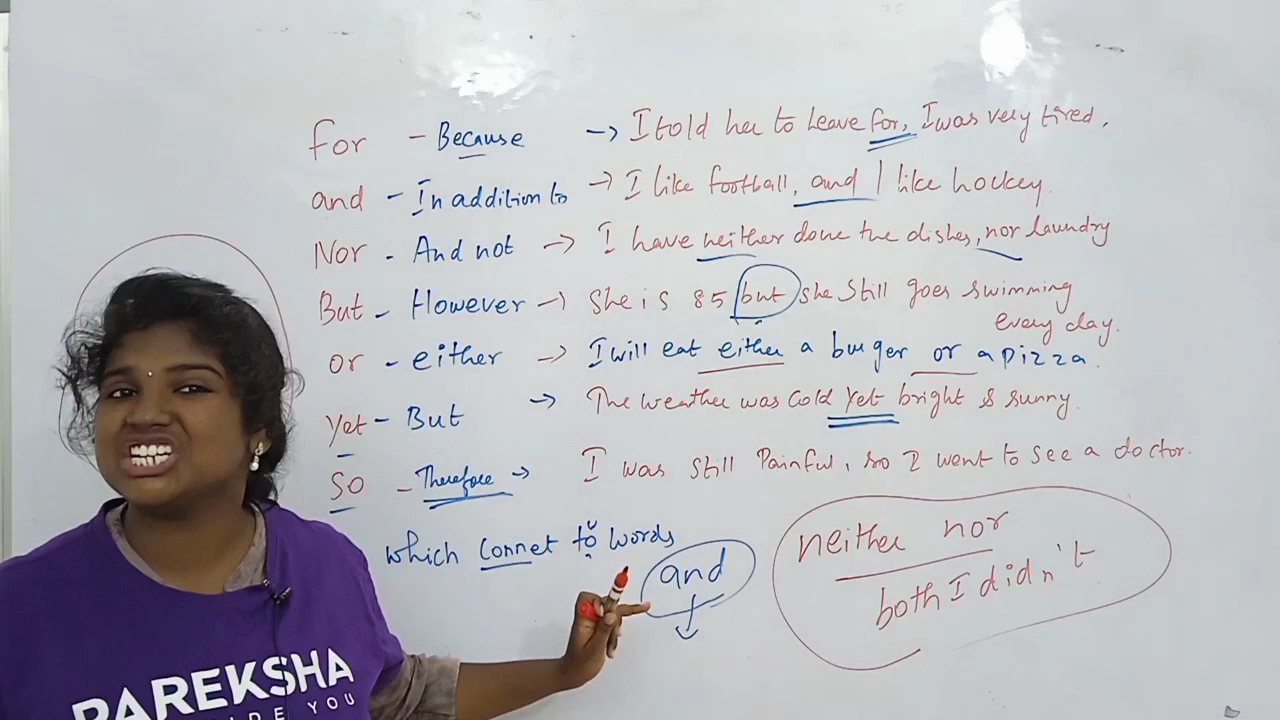 for - Because -> I told her to leave for, I was very tired.
and - In addition to -> I like football, and I like hockey.
Nor - And not -> I have neither done the dishes, nor laundry
But - However -> She is 85 but she still goes swimming
every day.
or - either -> I will eat either a burger or a pizza.
Yet - But -> The weather was cold yet bright & sunny.
SO - Therefore -> I was still Painful, so I went to see a doctor.
which connet to words
and
neither nor
both I didn't
PAREKSHA
IDE YOU